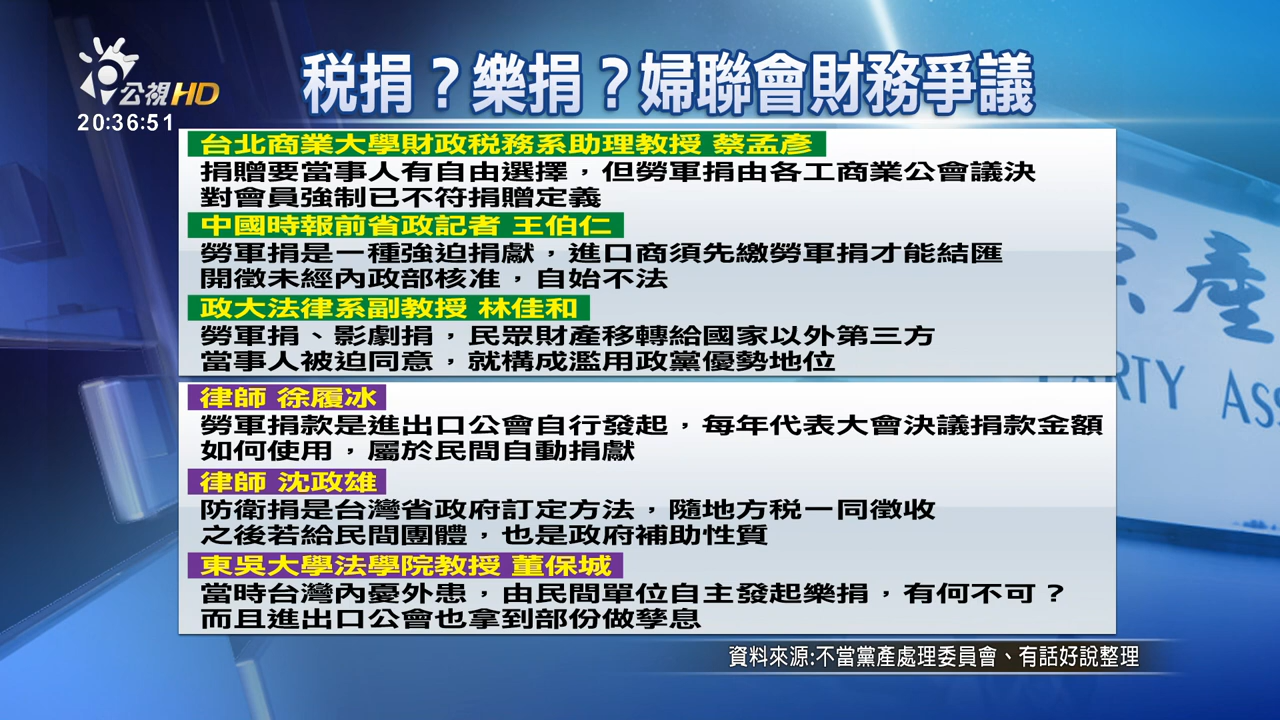 公視HD
20:36:51
税捐?樂捐?婦聯會財務爭議
台北商業大學財政税務系助理教授 蔡孟彥
捐贈要當事人有自由選擇,但勞軍捐由各工商業公會議決
對會員強制已不符捐贈定義
中國時報前省政記者 王伯仁
勞軍捐是一種強迫捐獻,進口商須先繳勞軍捐才能結匯
開徵未經內政部核准,自始不法
政大法律系副教授 林佳和
勞軍捐、影劇捐,民眾財產移轉給國家以外第三方
當事人被迫同意,就構成濫用政黨優勢地位
律師 徐履冰
勞軍捐款是進出口公會自行發起,每年代表大會決議捐款金額
如何使用,屬於民間自動捐獻
律師 沈政雄
防衛捐是台灣省政府訂定方法,隨地方税一同徵收
之後若給民間團體,也是政府補助性質
東吳大學法學院教授 董保城
當時台灣內憂外患,由民間單位自主發起樂捐,有何不可?
而且進出口公會也拿到部份做孳息
資料來源:不當黨產處理委員會、有話好說整理
黨產
PARTY ASS